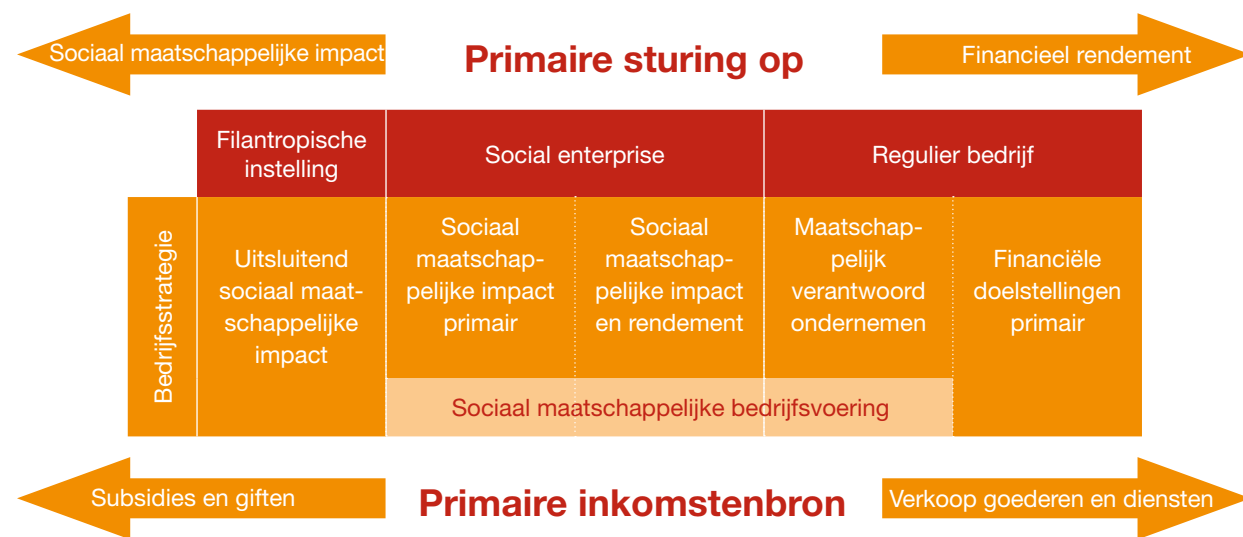 Sociaal maatschappelijke impact
Primaire sturing op
Financieel rendement
Filantropische
instelling
Social enterprise
Regulier bedrijf
Bedrijfsstrategie
Uitsluitend
sociaal maat-
schappelijke
impact
Sociaal
maatschap-
pelijke impact
primair
Sociaal
maatschap-
pelijke impact
en rendement
Maatschap-
pelijk
verantwoord
ondernemen
Financiële
doelstellingen
primair
Sociaal maatschappelijke bedrijfsvoering
Subsidies en giften
Primaire inkomstenbron
Verkoop goederen en diensten